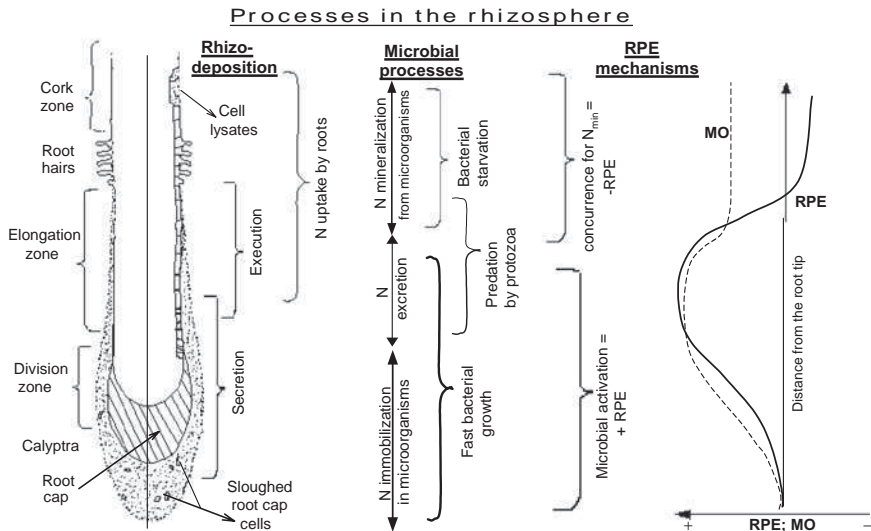 Processes in the rhizosphere
Rhizo-
deposition
Microbial
processes
RPE
mechanisms
Cork
zone
Root
hairs
Elongation
zone
Division
zone
Calyptra
Root
cap
Cell
lysates
N uptake by roots
Execution
Secretion
Sloughed
root cap
cells
N mineralization
from microorganisms
N
excretion
N immobilization
in microorganisms
Bacterial
starvation
Predation
by protozoa
Fast bacterial
growth
concurrence for Nmin =
-RPE
Microbial activation =
+ RPE
MO
RPE
Distance from the root tip
+ RPE; MO −